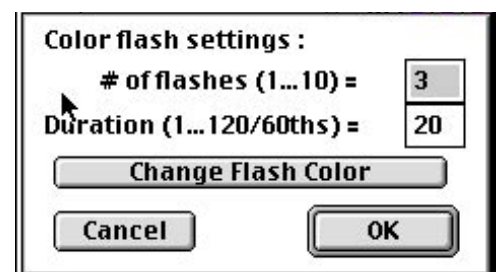 Color flash settings :
# of flashes (1...10) = 3
Duration (1...120/60ths) = 20
Change Flash Color
Cancel OK